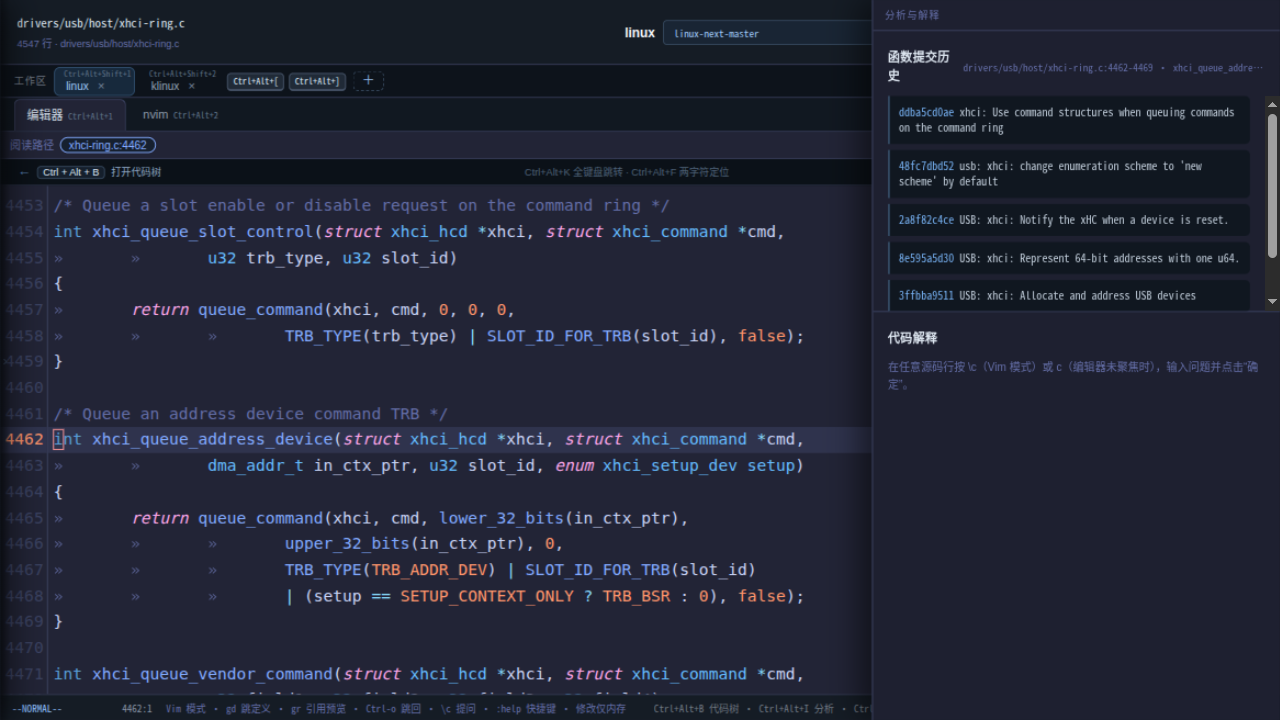 drivers/usb/host/xhci-ring.c
4547 行 · drivers/usb/host/xhci-ring.c
linux
linux-next-master
工作区
Ctrl+Alt+Shift+1
linux ×
Ctrl+Alt+Shift+2
klinux ×
Ctrl+Alt+[
Ctrl+Alt+]
+
编辑器 Ctrl+Alt+1
nvim Ctrl+Alt+2
阅读路径 xhci-ring.c:4462
← Ctrl + Alt + B 打开代码树
Ctrl+Alt+K 全键盘跳转 · Ctrl+Alt+F 两字符定位
4453 /* Queue a slot enable or disable request on the command ring */
4454 int xhci_queue_slot_control(struct xhci_hcd *xhci, struct xhci_command *cmd,
4455 » » u32 trb_type, u32 slot_id)
4456 {
4457 » return queue_command(xhci, cmd, 0, 0, 0,
4458 » » » TRB_TYPE(trb_type) | SLOT_ID_FOR_TRB(slot_id), false);
4459 }
4460
4461 /* Queue an address device command TRB */
4462 int xhci_queue_address_device(struct xhci_hcd *xhci, struct xhci_command *cmd,
4463 » » dma_addr_t in_ctx_ptr, u32 slot_id, enum xhci_setup_dev setup)
4464 {
4465 » return queue_command(xhci, cmd, lower_32_bits(in_ctx_ptr),
4466 » » » upper_32_bits(in_ctx_ptr), 0,
4467 » » » TRB_TYPE(TRB_ADDR_DEV) | SLOT_ID_FOR_TRB(slot_id)
4468 » » » | (setup == SETUP_CONTEXT_ONLY ? TRB_BSR : 0), false);
4469 }
4470
4471 int xhci_queue_vendor_command(struct xhci_hcd *xhci, struct xhci_command *cmd,
--NORMAL--
4462:1 Vim 模式 · gd 跳定义 · gr 引用预览 · Ctrl-o 跳回 · \c 提问 · :help 快捷键 · 修改仅内存
Ctrl+Alt+B 代码树 · Ctrl+Alt+I 分析 · Ctr
分析与解释
函数提交历史
drivers/usb/host/xhci-ring.c:4462-4469 · xhci_queue_addre…
ddba5cd0ae xhci: Use command structures when queuing commands
on the command ring
48fc7dbd52 usb: xhci: change enumeration scheme to 'new
scheme' by default
2a8f82c4ce USB: xhci: Notify the xHC when a device is reset.
8e595a5d30 USB: xhci: Represent 64-bit addresses with one u64.
3ffbba9511 USB: xhci: Allocate and address USB devices
代码解释
在任意源码行按 \c（Vim 模式）或 c（编辑器未聚焦时），输入问题并点击“确
定”。